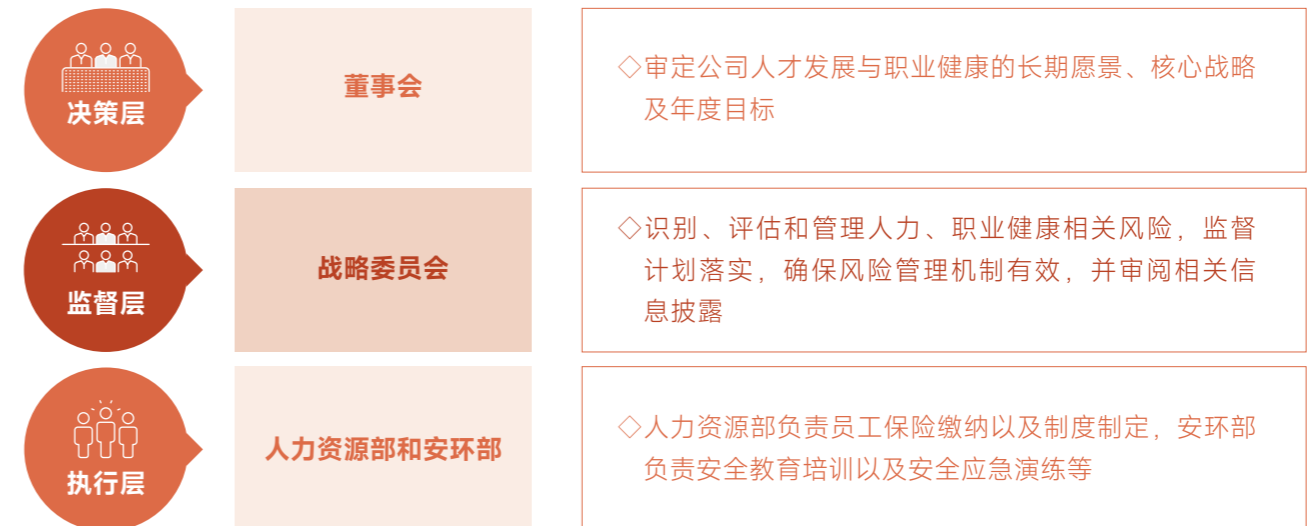 决策层
董事会
◇审定公司人才发展与职业健康的长期愿景、核心战略
及年度目标
监督层
战略委员会
◇识别、评估和管理人力、职业健康相关风险，监督
计划落实，确保风险管理机制有效，并审阅相关信
息披露
执行层
人力资源部和安环部
◇人力资源部负责员工保险缴纳以及制度制定，安环部
负责安全教育培训以及安全应急演练等